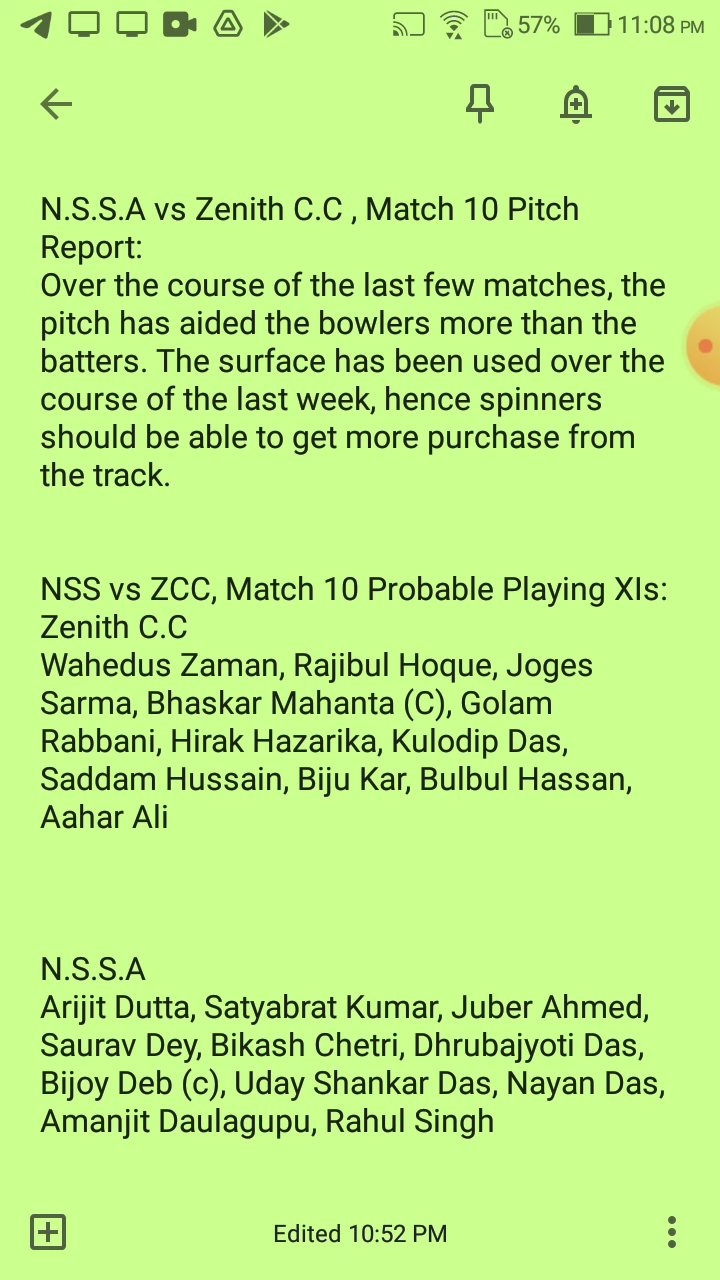 57% 11:08 PM
N.S.S.A vs Zenith C.C , Match 10 Pitch
Report:
Over the course of the last few matches, the
pitch has aided the bowlers more than the
batters. The surface has been used over the
course of the last week, hence spinners
should be able to get more purchase from
the track.
NSS vs ZCC, Match 10 Probable Playing XIs:
Zenith C.C
Wahedus Zaman, Rajibul Hoque, Joges
Sarma, Bhaskar Mahanta (C), Golam
Rabbani, Hirak Hazarika, Kulodip Das,
Saddam Hussain, Biju Kar, Bulbul Hassan,
Aahar Ali
N.S.S.A
Arijit Dutta, Satyabrat Kumar, Juber Ahmed,
Saurav Dey, Bikash Chetri, Dhrubajyoti Das,
Bijoy Deb (c), Uday Shankar Das, Nayan Das,
Amanjit Daulagupu, Rahul Singh
Edited 10:52 PM